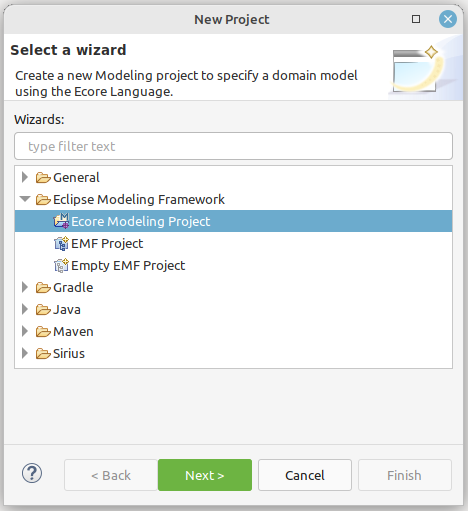 New Project
Select a wizard
Create a new Modeling project to specify a domain model
using the Ecore Language.
Wizards:
type filter text
General
Eclipse Modeling Framework
Ecore Modeling Project
EMF Project
Empty EMF Project
Gradle
Java
Maven
Sirius
? < Back Next > Cancel Finish